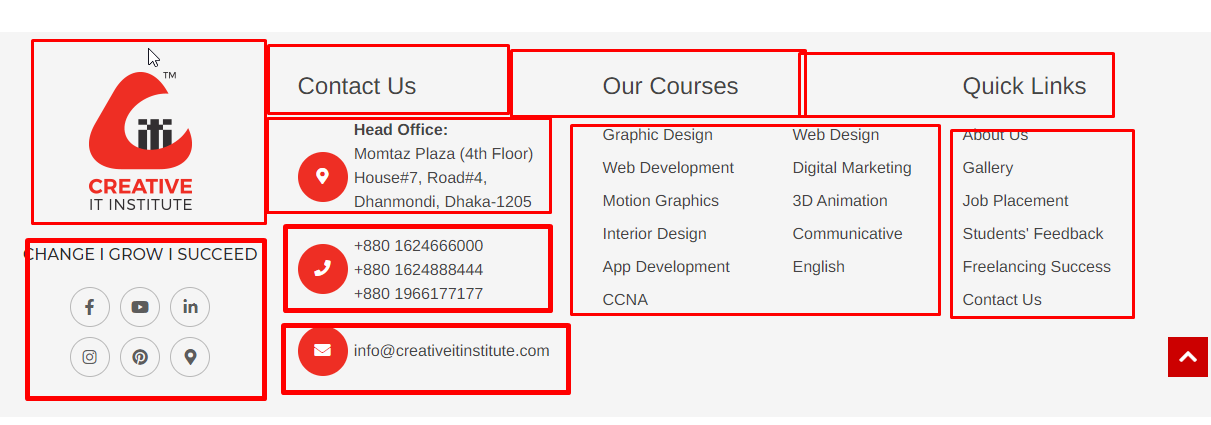 TM
iti
CREATIVE
IT INSTITUTE
CHANGE I GROW I SUCCEED
Contact Us
Head Office:
Momtaz Plaza (4th Floor)
House#7, Road#4,
Dhanmondi, Dhaka-1205
+880 1624666000
+880 1624888444
+880 1966177177
info@creativeitinstitute.com
Our Courses
Graphic Design
Web Development
Motion Graphics
Interior Design
App Development
CCNA
Web Design
Digital Marketing
3D Animation
Communicative
English
Quick Links
About Us
Gallery
Job Placement
Students' Feedback
Freelancing Success
Contact Us